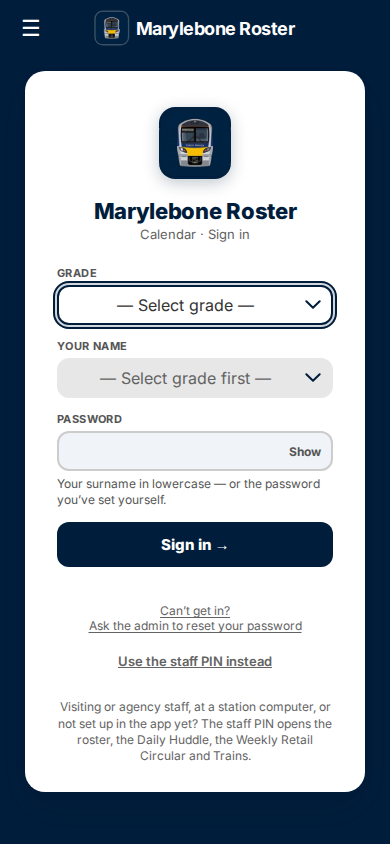 ☰ Marylebone Roster
Marylebone Roster
Calendar · Sign in
GRADE
— Select grade —
YOUR NAME
— Select grade first —
PASSWORD
Show
Your surname in lowercase — or the password
you've set yourself.
Sign in →
Can't get in?
Ask the admin to reset your password
Use the staff PIN instead
Visiting or agency staff, at a station computer, or
not set up in the app yet? The staff PIN opens the
roster, the Daily Huddle, the Weekly Retail
Circular and Trains.